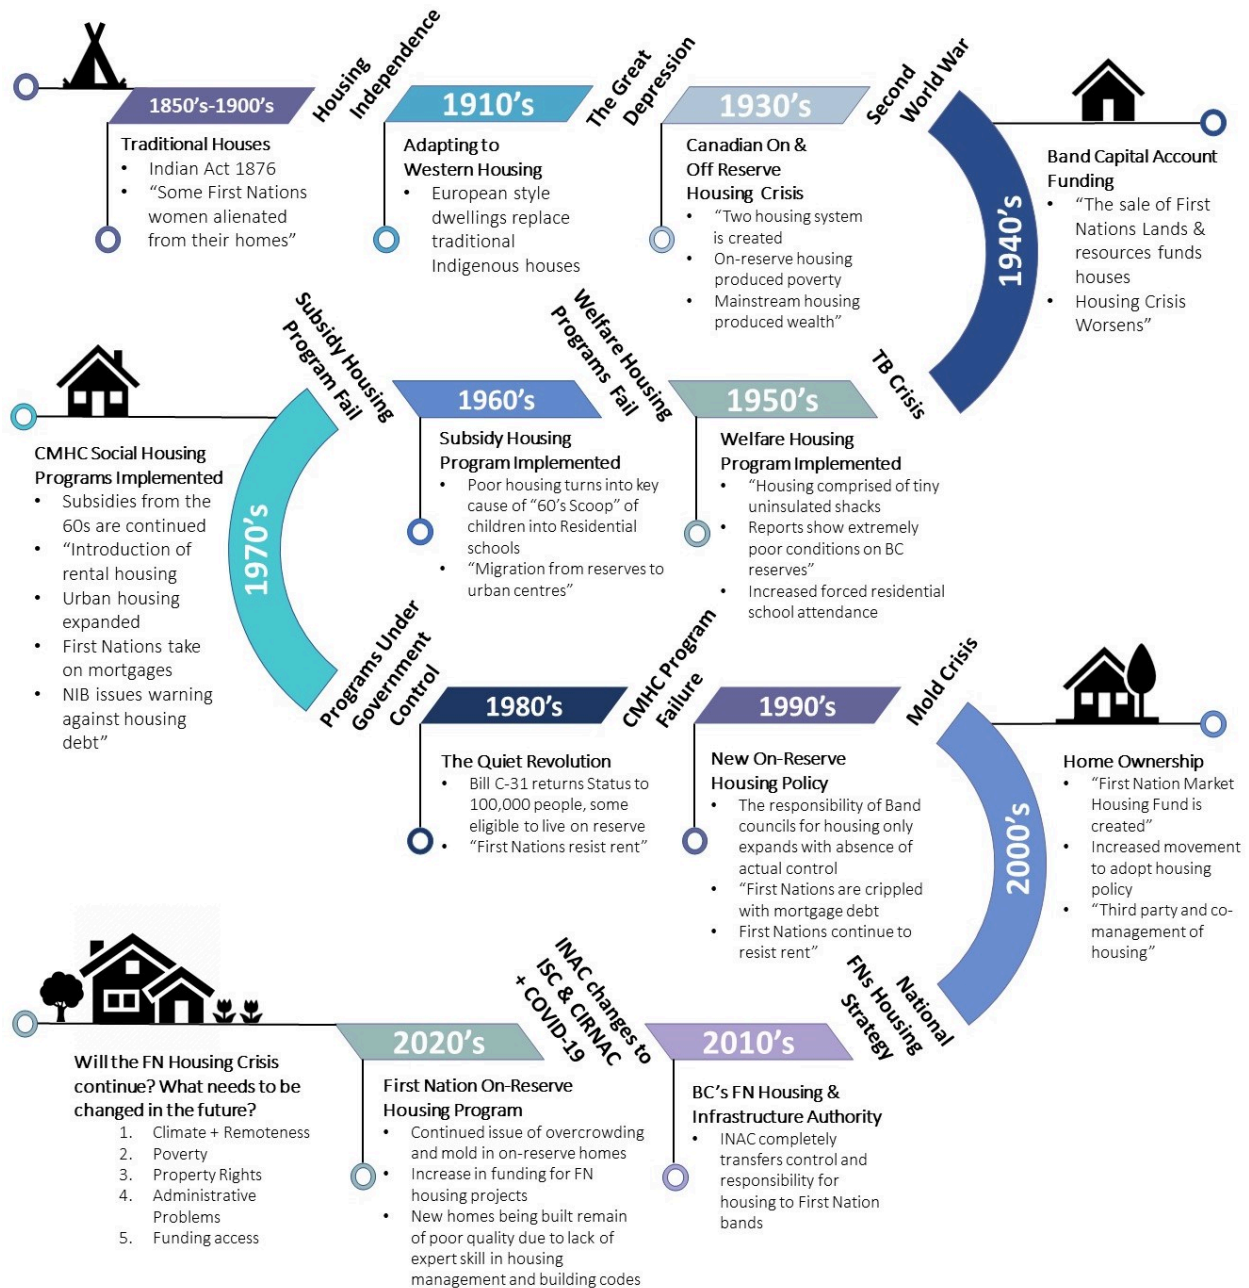 1850's-1900's
Traditional Houses
• Indian Act 1876
• "Some First Nations
women alienated
from their homes"
Housing
Independence
1910's
Adapting to
Western Housing
• European style
dwellings replace
traditional
Indigenous houses
The Great
Depression
1930's
Canadian On &
Off Reserve
Housing Crisis
• "Two housing system
is created
• On-reserve housing
produced poverty
• Mainstream housing
produced wealth"
Second
World War
1940's
Band Capital Account
Funding
• "The sale of First
Nations Lands &
resources funds
houses
• Housing Crisis
Worsens"
TB Crisis
1950's
Welfare Housing
Program Implemented
• "Housing comprised of tiny
uninsulated shacks
• Reports show extremely
poor conditions on BC
reserves"
• Increased forced residential
school attendance
Welfare Housing
Programs Fail
1960's
Subsidy Housing
Program Implemented
• Poor housing turns into key
cause of "60's Scoop" of
children into Residential
schools
• "Migration from reserves to
urban centres"
Subsidy Housing
Program Fail
1970's
CMHC Social Housing
Programs Implemented
• Subsidies from the
60s are continued
• "Introduction of
rental housing
• Urban housing
expanded
• First Nations take
on mortgages
• NIB issues warning
against housing
debt"
Programs Under
Government
Control
1980's
The Quiet Revolution
• Bill C-31 returns Status to
100,000 people, some
eligible to live on reserve
• "First Nations resist rent"
CMHC Program
Failure
1990's
New On-Reserve
Housing Policy
• The responsibility of Band
councils for housing only
expands with absence of
actual control
• "First Nations are crippled
with mortgage debt
• First Nations continue to
resist rent"
Mold Crisis
2000's
Home Ownership
• "First Nation Market
Housing Fund is
created"
• Increased movement
to adopt housing
policy
• "Third party and co-
management of
housing"
National
FNs Housing
Strategy
2010's
BC's FN Housing &
Infrastructure Authority
• INAC completely
transfers control and
responsibility for
housing to First Nation
bands
INAC changes to
ISC & CIRNAC
+ COVID-19
2020's
First Nation On-Reserve
Housing Program
• Continued issue of overcrowding
and mold in on-reserve homes
• Increase in funding for FN
housing projects
• New homes being built remain
of poor quality due to lack of
expert skill in housing
management and building codes
Will the FN Housing Crisis
continue? What needs to be
changed in the future?
1. Climate + Remoteness
2. Poverty
3. Property Rights
4. Administrative
Problems
5. Funding access